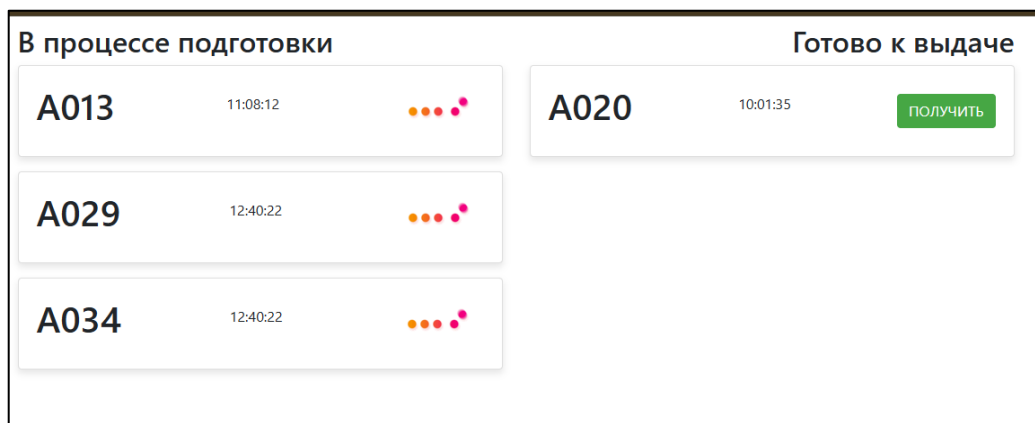 В процессе подготовки
Готово к выдаче
A013 11:08:12
A020 10:01:35 ПОЛУЧИТЬ
A029 12:40:22
A034 12:40:22